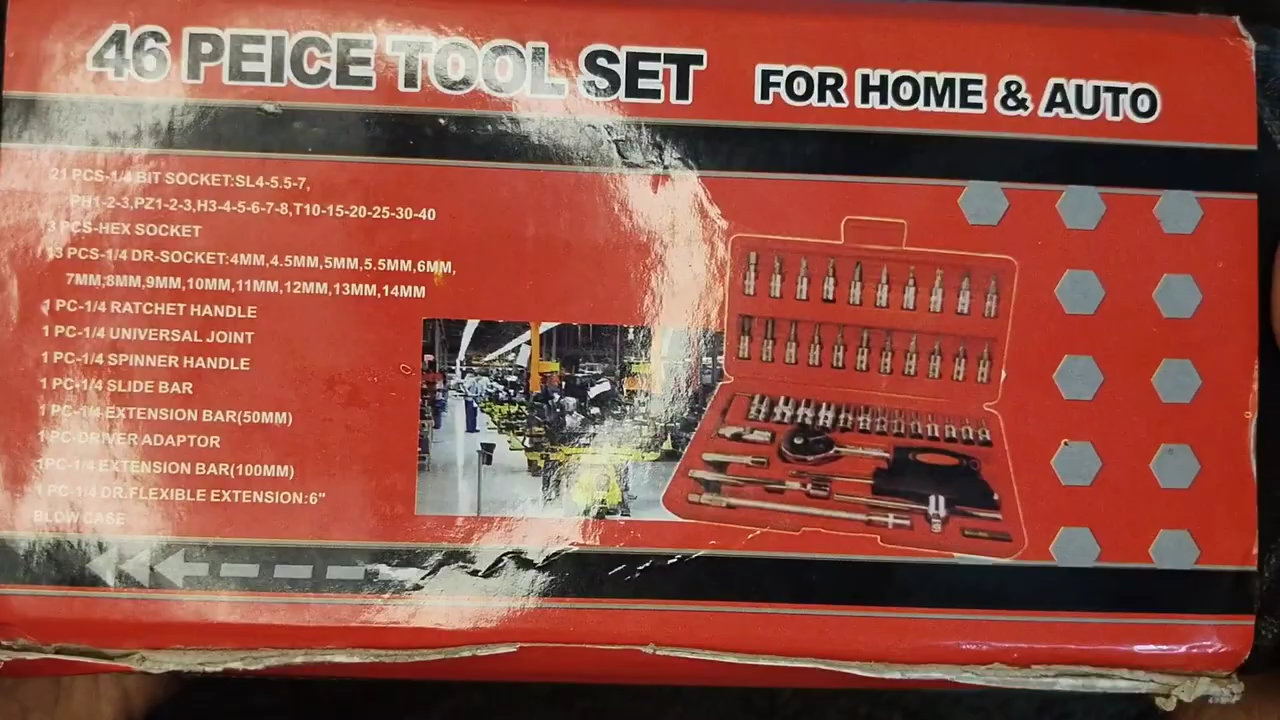 46 PEICE TOOL SET FOR HOME & AUTO
21 PCS-1/4 BIT SOCKET:SL4-5.5-7,
PH1-2-3,PZ1-2-3,H3-4-5-6-7-8,T10-15-20-25-30-40
3 PCS-HEX SOCKET
13 PCS-1/4 DR-SOCKET:4MM,4.5MM,5MM,5.5MM,6MM,
7MM,8MM,9MM,10MM,11MM,12MM,13MM,14MM
1 PC-1/4 RATCHET HANDLE
1 PC-1/4 UNIVERSAL JOINT
1 PC-1/4 SPINNER HANDLE
1 PC-1/4 SLIDE BAR
1 PC-1/4 EXTENSION BAR(50MM)
1 PC-DRIVER ADAPTOR
1PC-1/4 EXTENSION BAR(100MM)
1 PC-1/4 DR.FLEXIBLE EXTENSION:6"
BLOW CASE